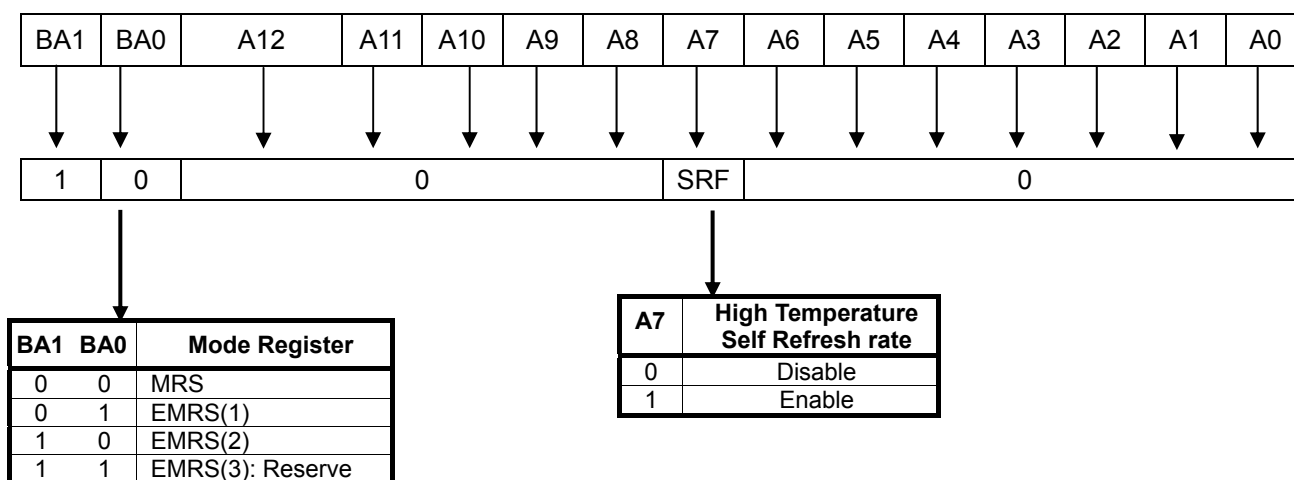 BA1 BA0 A12 A11 A10 A9 A8 A7 A6 A5 A4 A3 A2 A1 A0
1 0 0 SRF 0
BA1 BA0 Mode Register
0 0 MRS
0 1 EMRS(1)
1 0 EMRS(2)
1 1 EMRS(3): Reserve
A7 High Temperature
Self Refresh rate
0 Disable
1 Enable